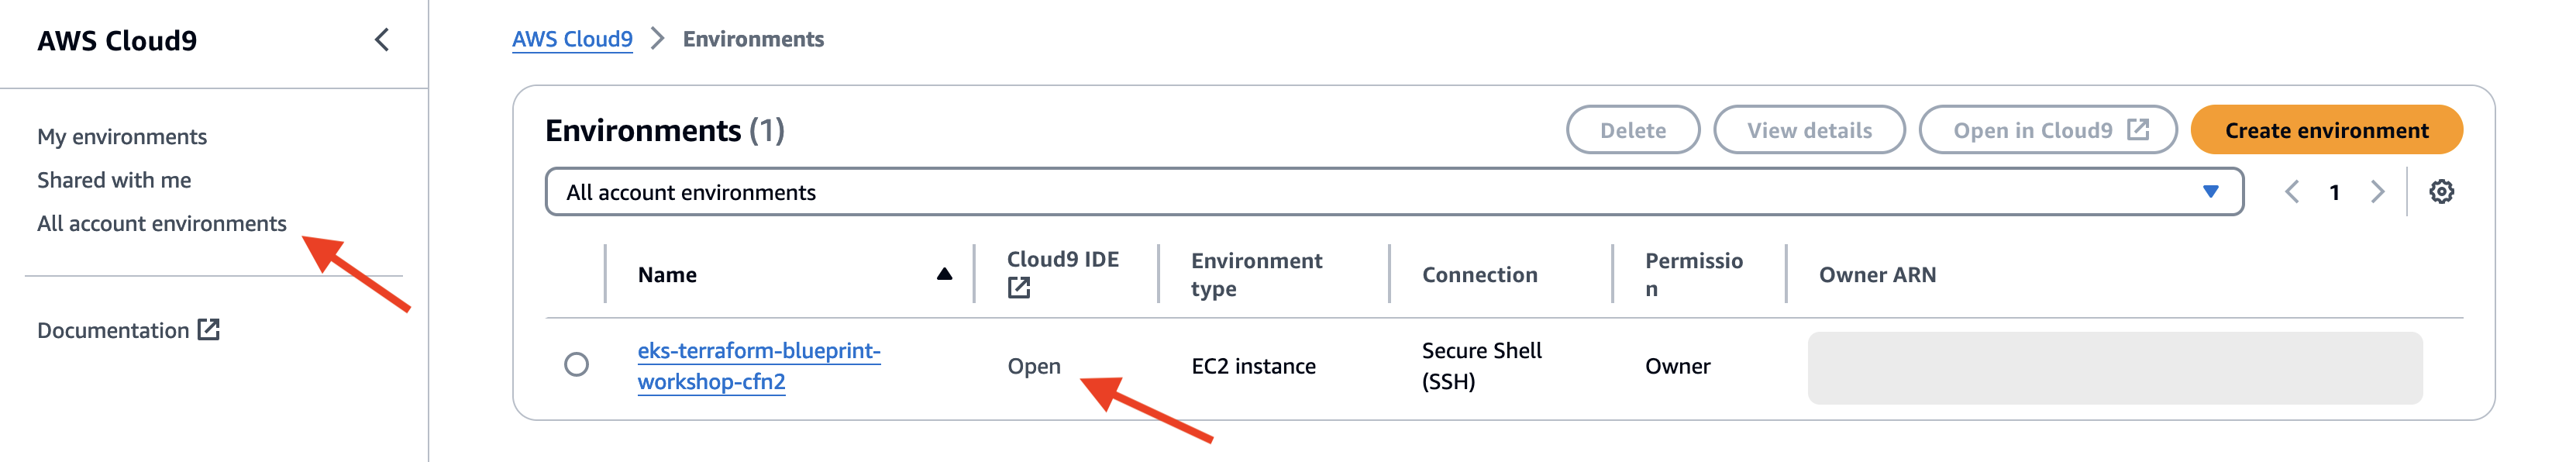 AWS Cloud9
My environments
Shared with me
All account environments
Documentation
AWS Cloud9 > Environments
Environments (1)
Delete
View details
Open in Cloud9
Create environment
All account environments
1
Name
Cloud9 IDE
Environment
type
Connection
Permissio
n
Owner ARN
eks-terraform-blueprint-
workshop-cfn2
Open
EC2 instance
Secure Shell
(SSH)
Owner